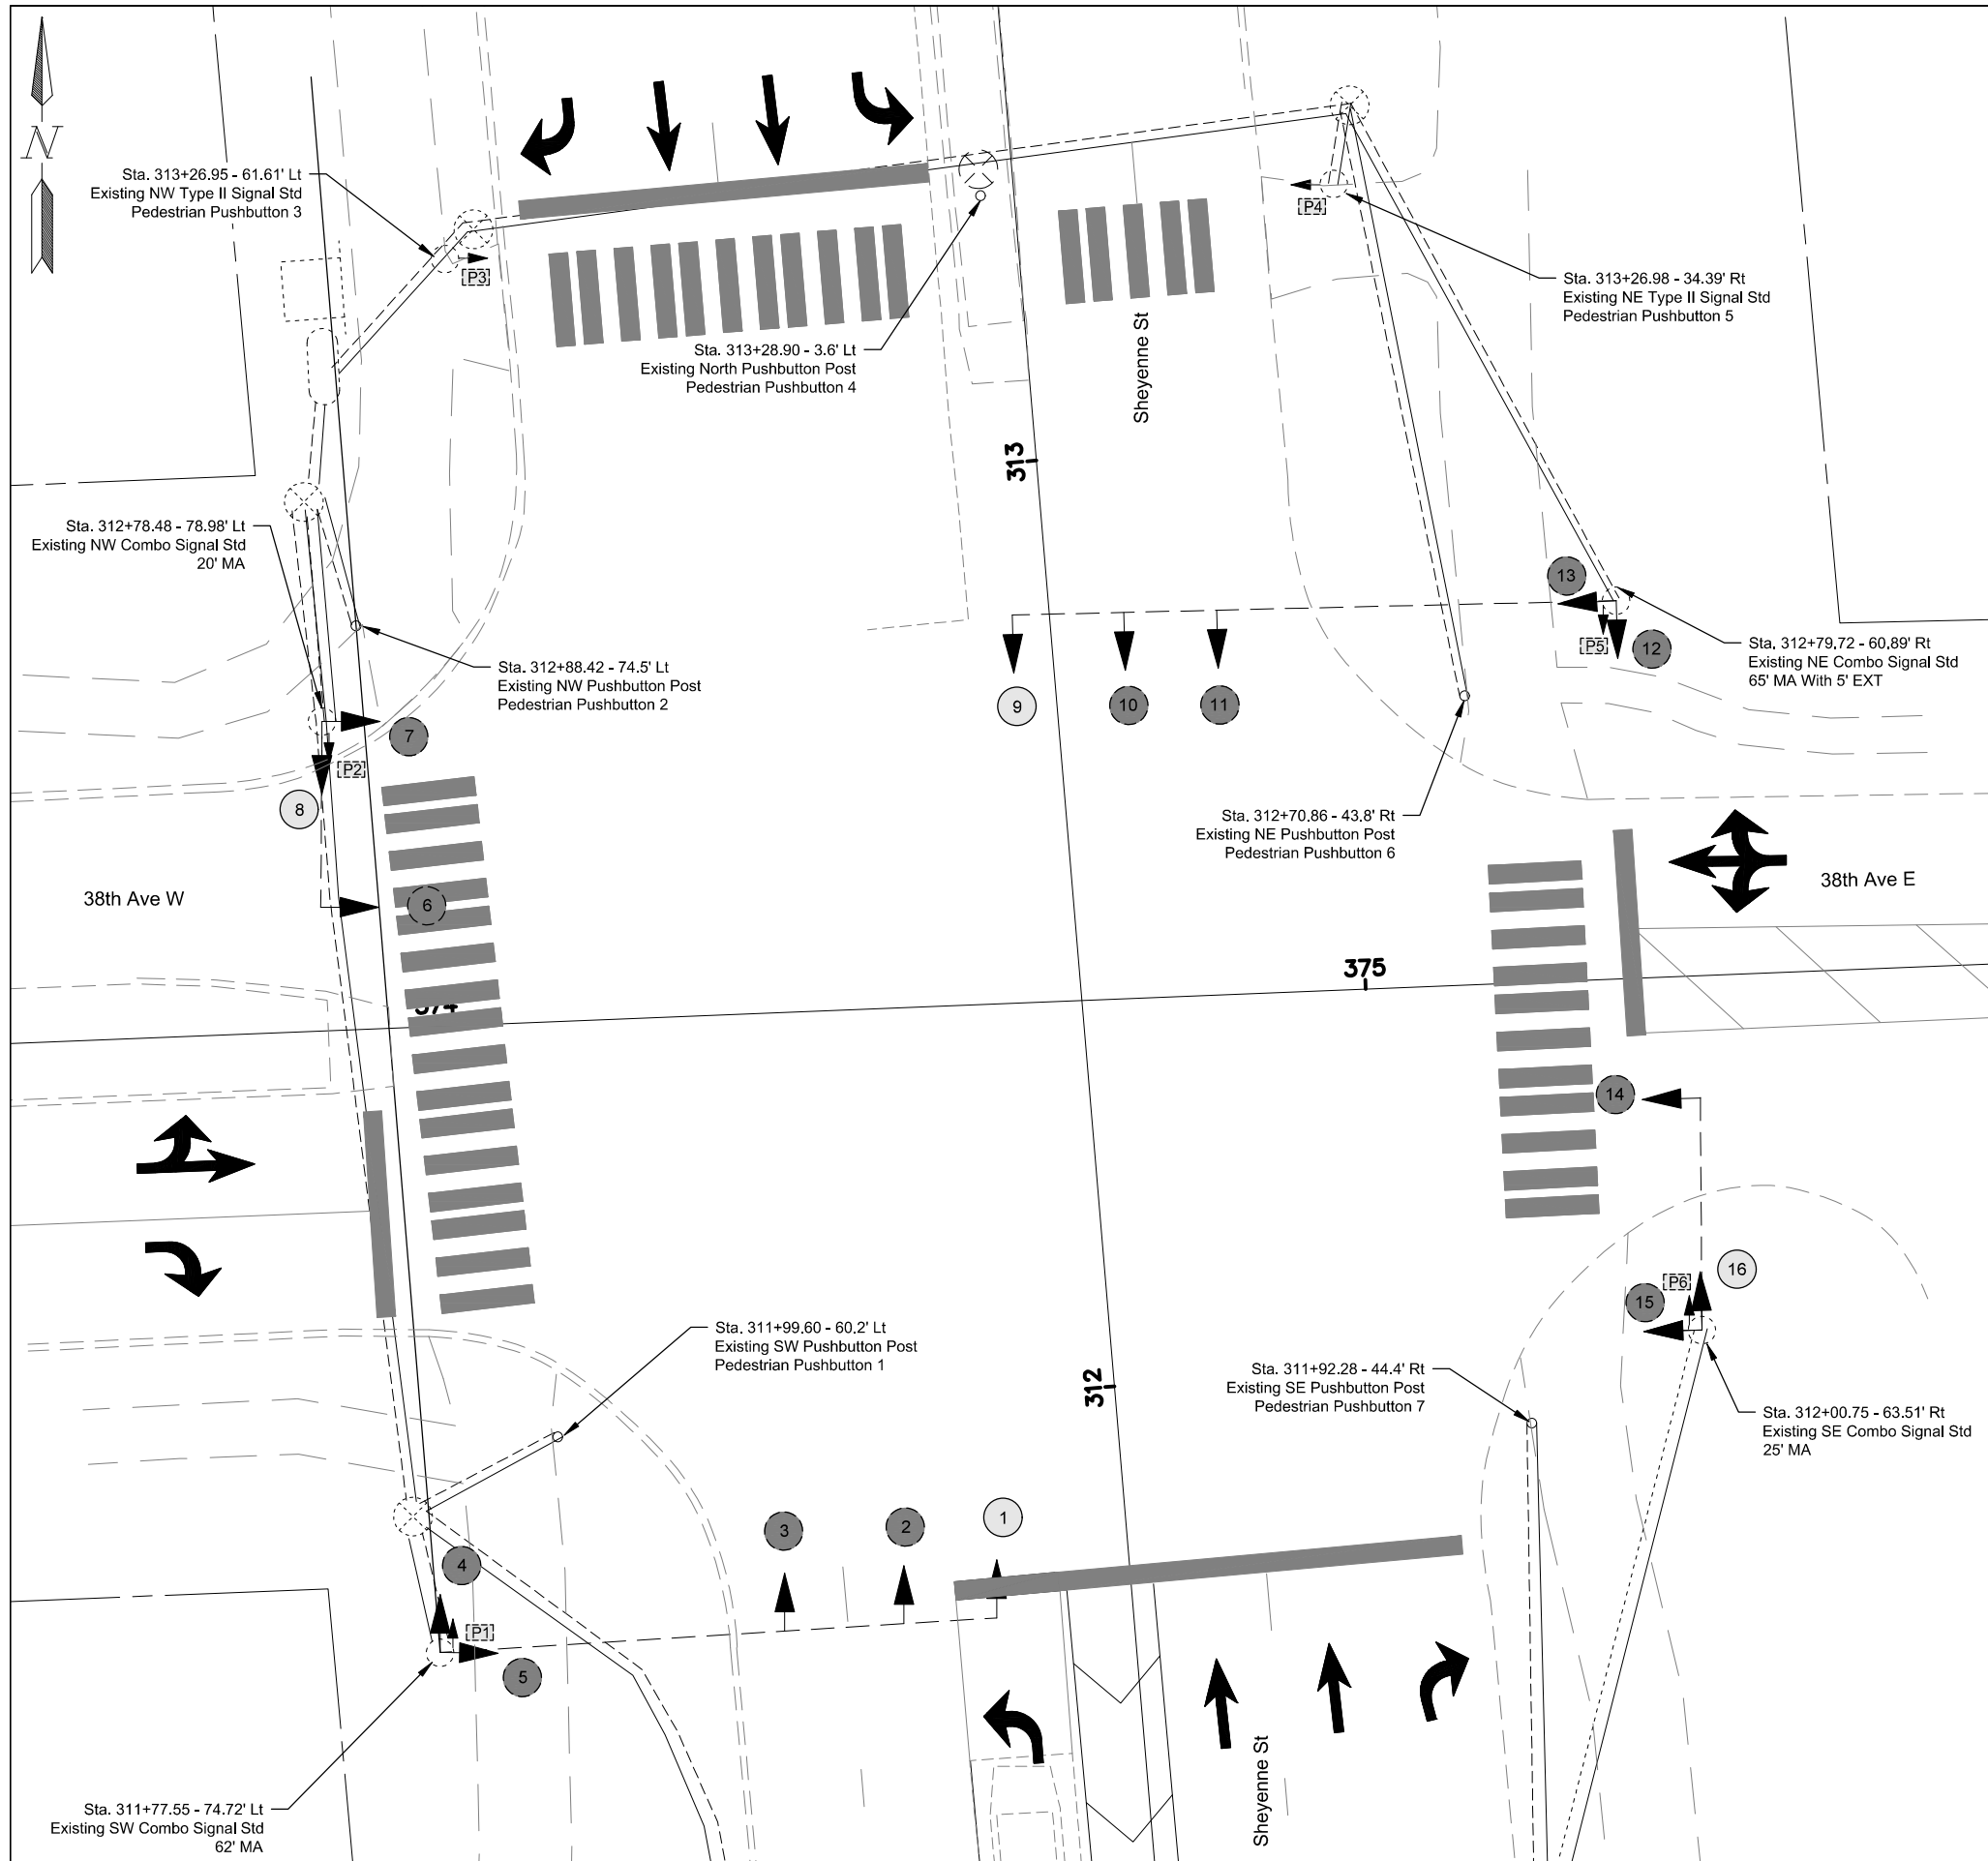 N
Sta. 313+26.95 - 61.61' Lt
Existing NW Type II Signal Std
Pedestrian Pushbutton 3
P3
P4
Sta. 313+26.98 - 34.39' Rt
Existing NE Type II Signal Std
Pedestrian Pushbutton 5
Sta. 313+28.90 - 3.6' Lt
Existing North Pushbutton Post
Pedestrian Pushbutton 4
Sheyenne St
313
Sta. 312+78.48 - 78.98' Lt
Existing NW Combo Signal Std
20' MA
13
P5
12
Sta. 312+79.72 - 60.89' Rt
Existing NE Combo Signal Std
65' MA With 5' EXT
Sta. 312+88.42 - 74.5' Lt
Existing NW Pushbutton Post
Pedestrian Pushbutton 2
9
10
11
7
P2
8
Sta. 312+70.86 - 43.8' Rt
Existing NE Pushbutton Post
Pedestrian Pushbutton 6
38th Ave W
6
38th Ave E
375
374
14
16
P6
15
Sta. 311+99.60 - 60.2' Lt
Existing SW Pushbutton Post
Pedestrian Pushbutton 1
312
Sta. 311+92.28 - 44.4' Rt
Existing SE Pushbutton Post
Pedestrian Pushbutton 7
Sta. 312+00.75 - 63.51' Rt
Existing SE Combo Signal Std
25' MA
3
2
1
4
P1
5
Sheyenne St
Sta. 311+77.55 - 74.72' Lt
Existing SW Combo Signal Std
62' MA